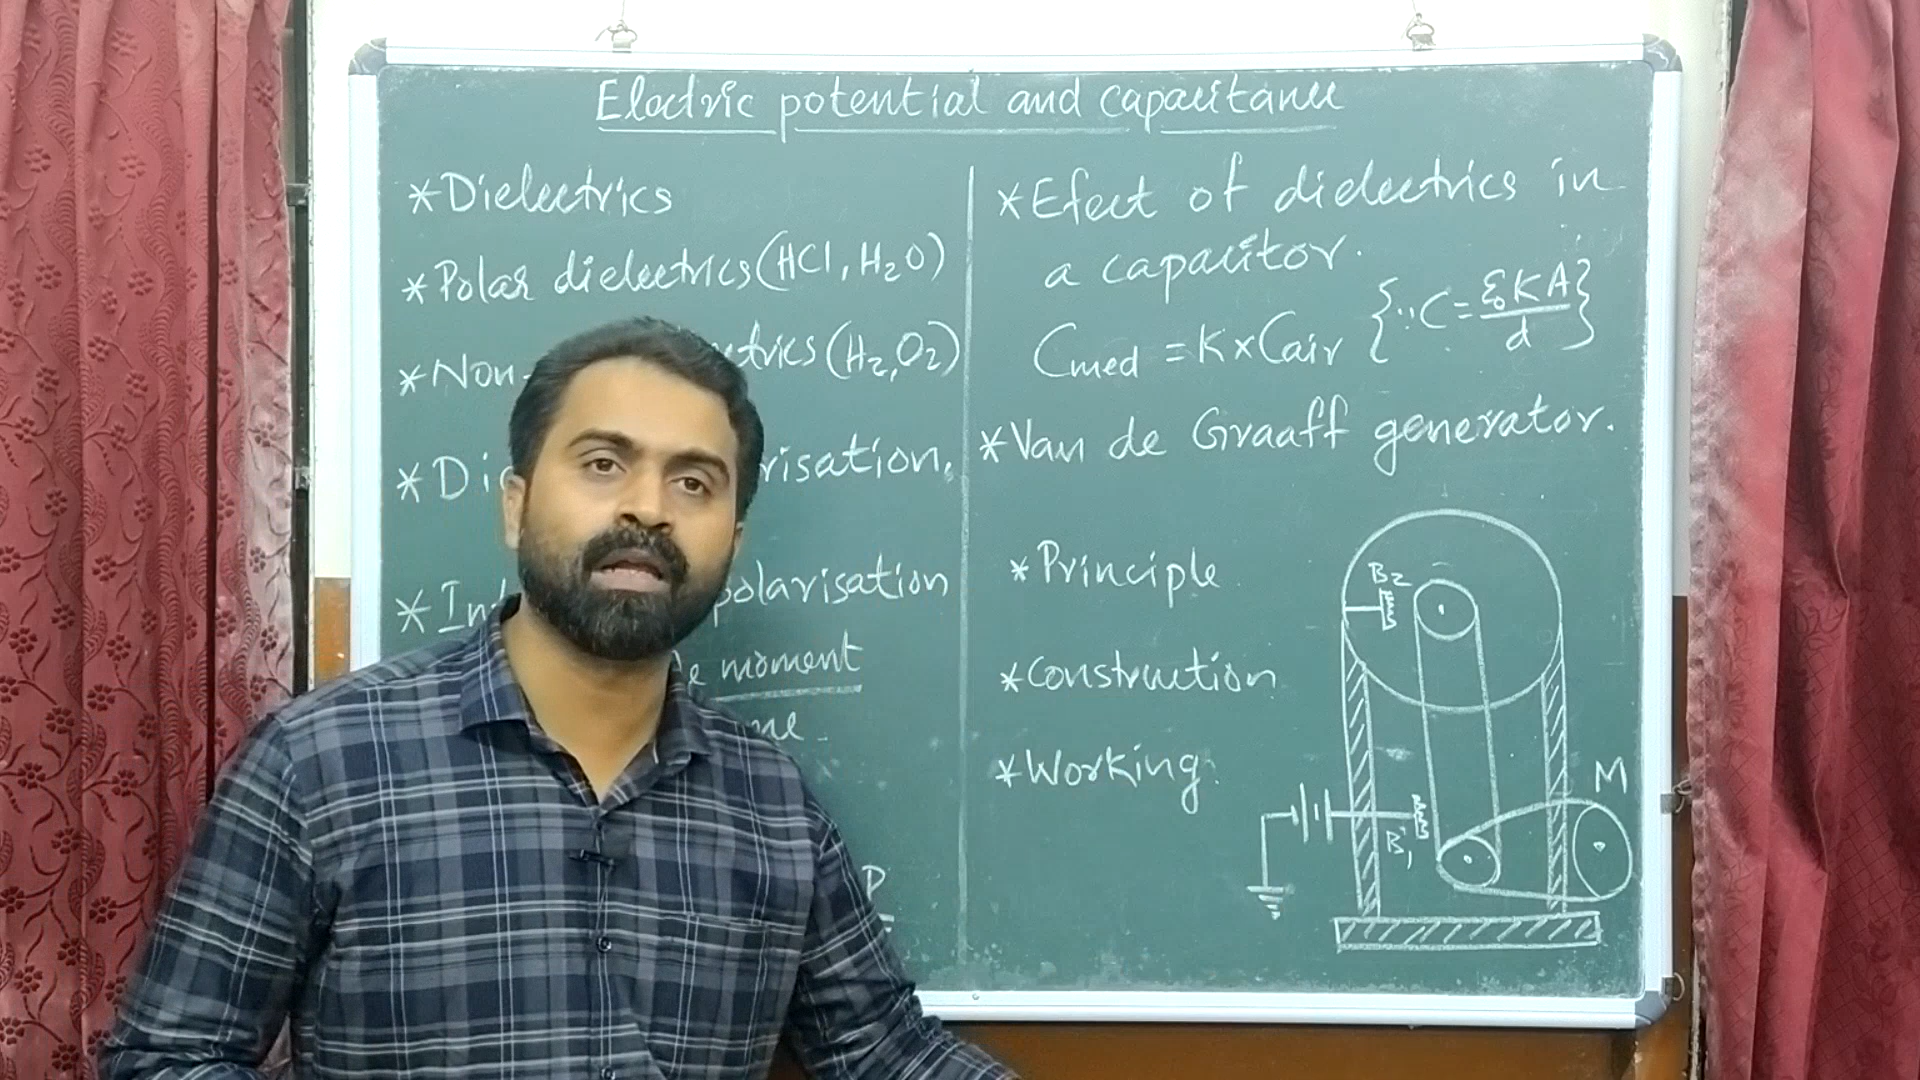 Electric potential and capacitance
*Dielectrics
*Polar dielectrics (HCl, H2O)
*Non- etrics (H2, O2)
*Di risation.
*In polarisation
moment
*Efect of dielectrics in
a capacitor.
Cmed = K×Cair {∵C = ε₀KA/d}
*Van de Graaff generator.
*Principle
*Construction
*Working.
B2
M
B1
P